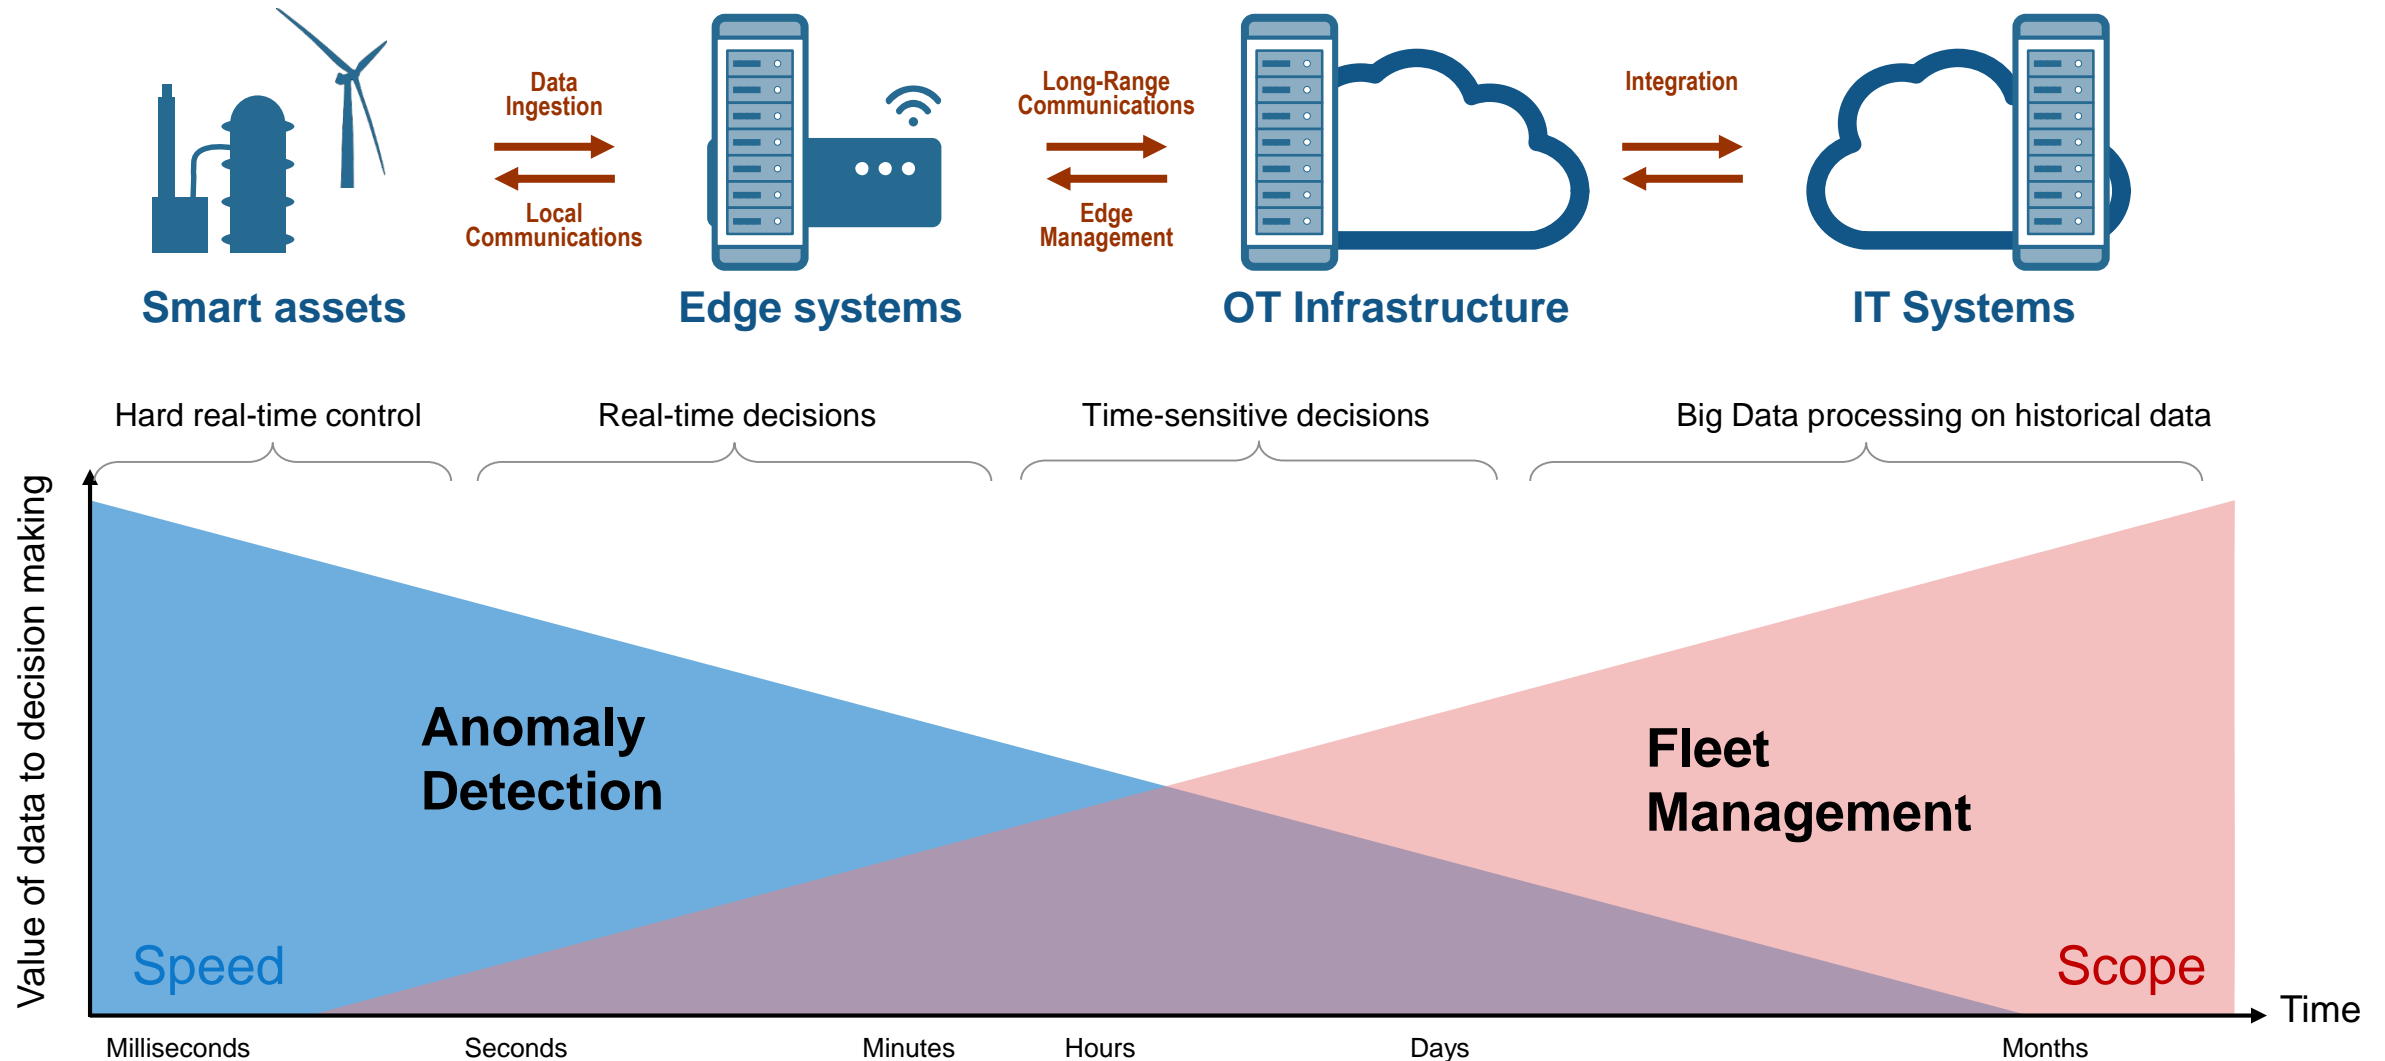 Data
Ingestion
Local
Communications
Long-Range
Communications
Edge
Management
Integration
Smart assets
Edge systems
OT Infrastructure
IT Systems
Hard real-time control
Real-time decisions
Time-sensitive decisions
Big Data processing on historical data
Value of data to decision making
Anomaly
Detection
Fleet
Management
Speed
Scope
Time
Milliseconds
Seconds
Minutes
Hours
Days
Months